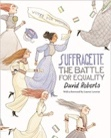 SUFFRAGETTE
THE BATTLE
FOR EQUALITY
David Roberts